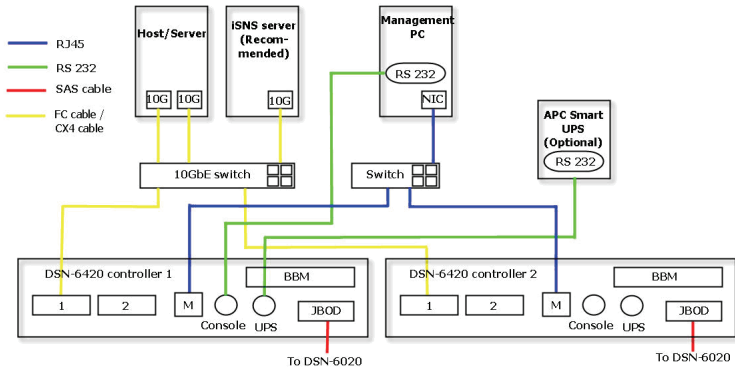 RJ45
RS 232
SAS cable
FC cable /
CX4 cable
Host/Server
10G
10G
iSNS server
(Recom-
mended)
10G
Management
PC
RS 232
NIC
APC Smart
UPS
(Optional)
RS 232
10GbE switch
Switch
DSN-6420 controller 1
BBM
1
2
M
Console
UPS
JBOD
To DSN-6020
DSN-6420 controller 2
BBM
1
2
M
Console
UPS
JBOD
To DSN-6020